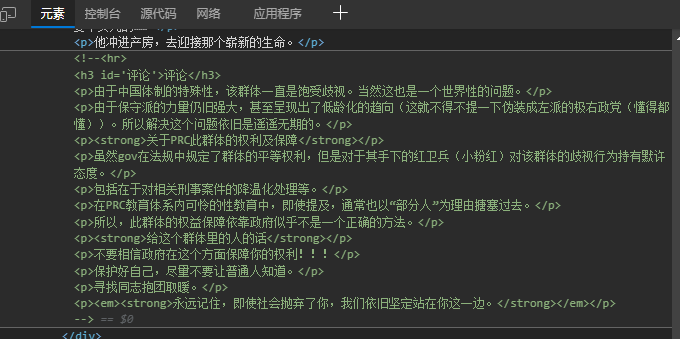 元素 控制台 源代码 网络 应用程序
<p>他冲进产房，去迎接那个崭新的生命。</p>
<!--<hr>
<h3 id='评论'>评论</h3>
<p>由于中国体制的特殊性，该群体一直是饱受歧视。当然这也是一个世界性的问题。</p>
<p>由于保守派的力量仍旧强大，甚至呈现出了低龄化的趋向（这就不得不提一下伪装成左派的极右政党（懂得都
懂））。所以解决这个问题依旧是遥遥无期的。</p>
<p><strong>关于PRC此群体的权利及保障</strong></p>
<p>虽然gov在法规中规定了群体的平等权利，但是对于其手下的红卫兵（小粉红）对该群体的歧视行为持有默许
态度。</p>
<p>包括在于对相关刑事案件的降温化处理等。</p>
<p>在PRC教育体系内可怜的性教育中，即使提及，通常也以“部分人”为理由搪塞过去。</p>
<p>所以，此群体的权益保障依靠政府似乎不是一个正确的方法。</p>
<p><strong>给这个群体里的人的话</strong></p>
<p>不要相信政府在这个方面保障你的权利！！！</p>
<p>保护好自己，尽量不要让普通人知道。</p>
<p>寻找同志抱团取暖。</p>
<p><em><strong>永远记住，即使社会抛弃了你，我们依旧坚定站在你这一边。</strong></em></p>
--> == $0
</div>